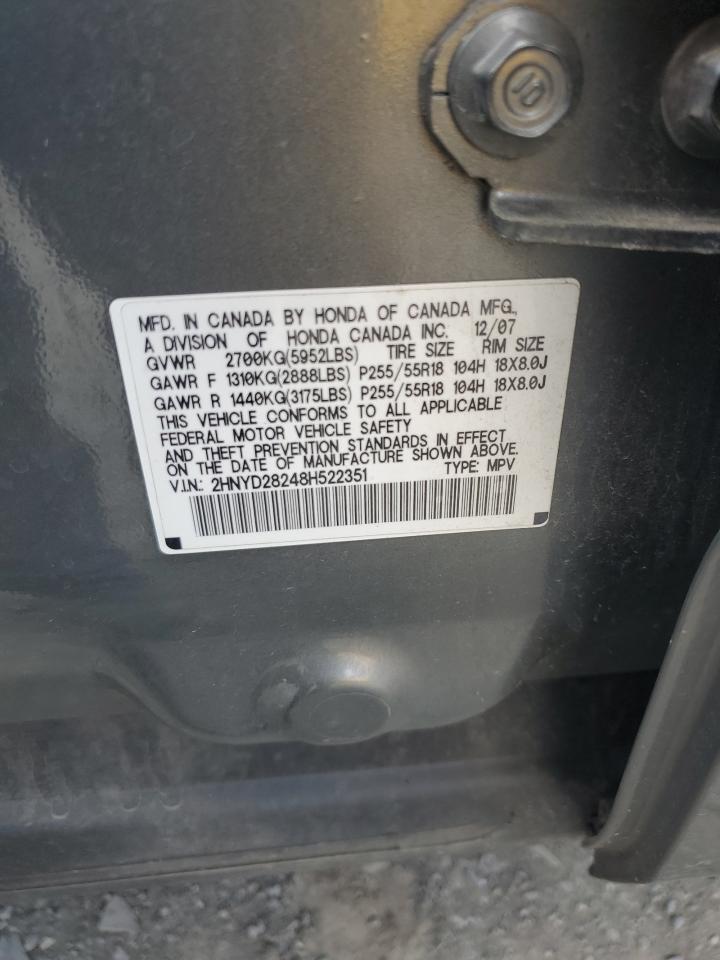 10
MFD. IN CANADA BY HONDA OF CANADA MFG.,
A DIVISION OF HONDA CANADA INC. 12/07
GVWR 2700KG(5952LBS) TIRE SIZE RIM SIZE
GAWR F 1310KG(2888LBS) P255/55R18 104H 18X8.0J
GAWR R 1440KG(3175LBS) P255/55R18 104H 18X8.0J
THIS VEHICLE CONFORMS TO ALL APPLICABLE
FEDERAL MOTOR VEHICLE SAFETY
AND THEFT PREVENTION STANDARDS IN EFFECT
ON THE DATE OF MANUFACTURE SHOWN ABOVE.
V.I.N.: 2HNYD28248H522351 TYPE: MPV